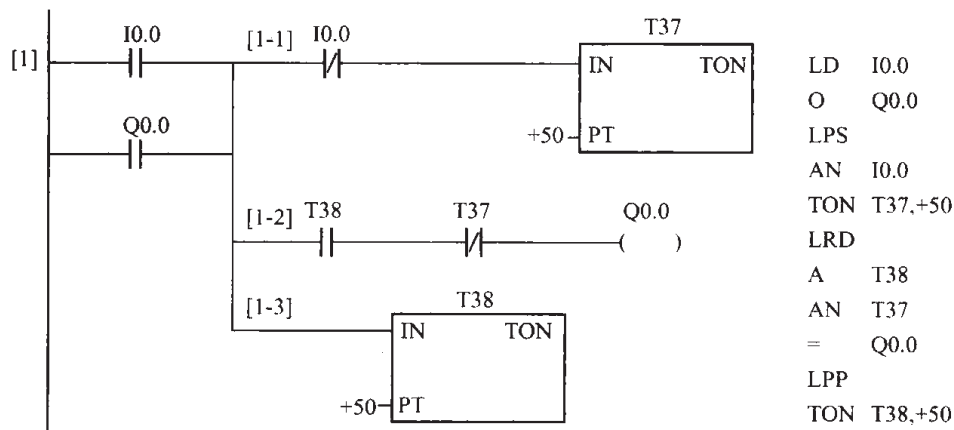 T37
I0.0 [1-1] I0.0
[1] IN TON
Q0.0
+50 PT
[1-2] T38 T37 Q0.0
( )
[1-3] T38
IN TON
+50 PT
LD I0.0
O Q0.0
LPS
AN I0.0
TON T37,+50
LRD
A T38
AN T37
= Q0.0
LPP
TON T38,+50